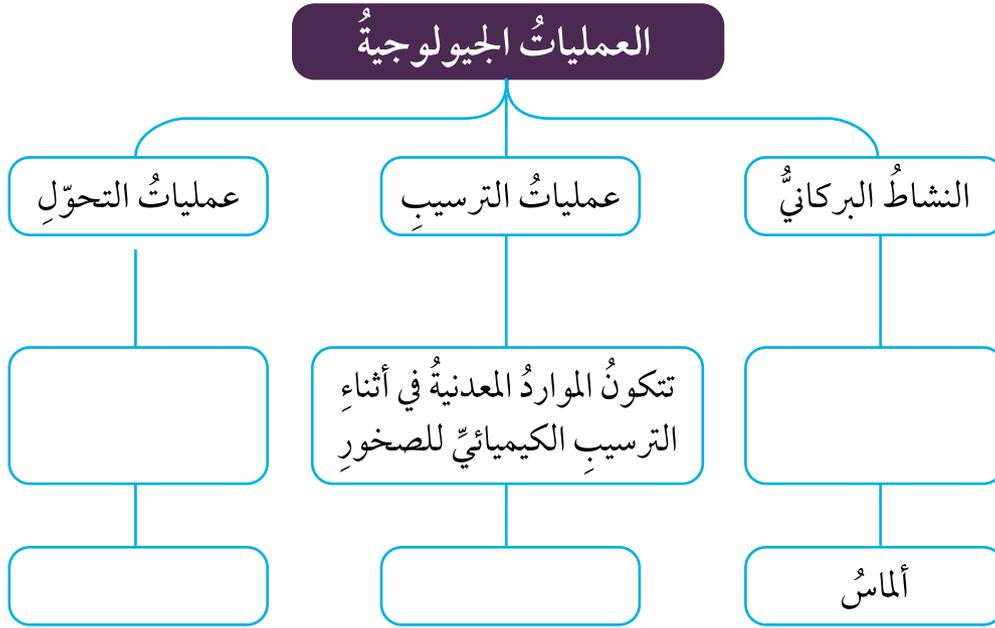 العملياتُ الجيولوجيةُ
النشاطُ البركانيُّ
عملياتُ الترسيبِ
عملياتُ التحوّلِ
تتكونُ المواردُ المعدنيةُ في أثناءِ
الترسيبِ الكيميائيِّ للصخورِ
ألماسُ